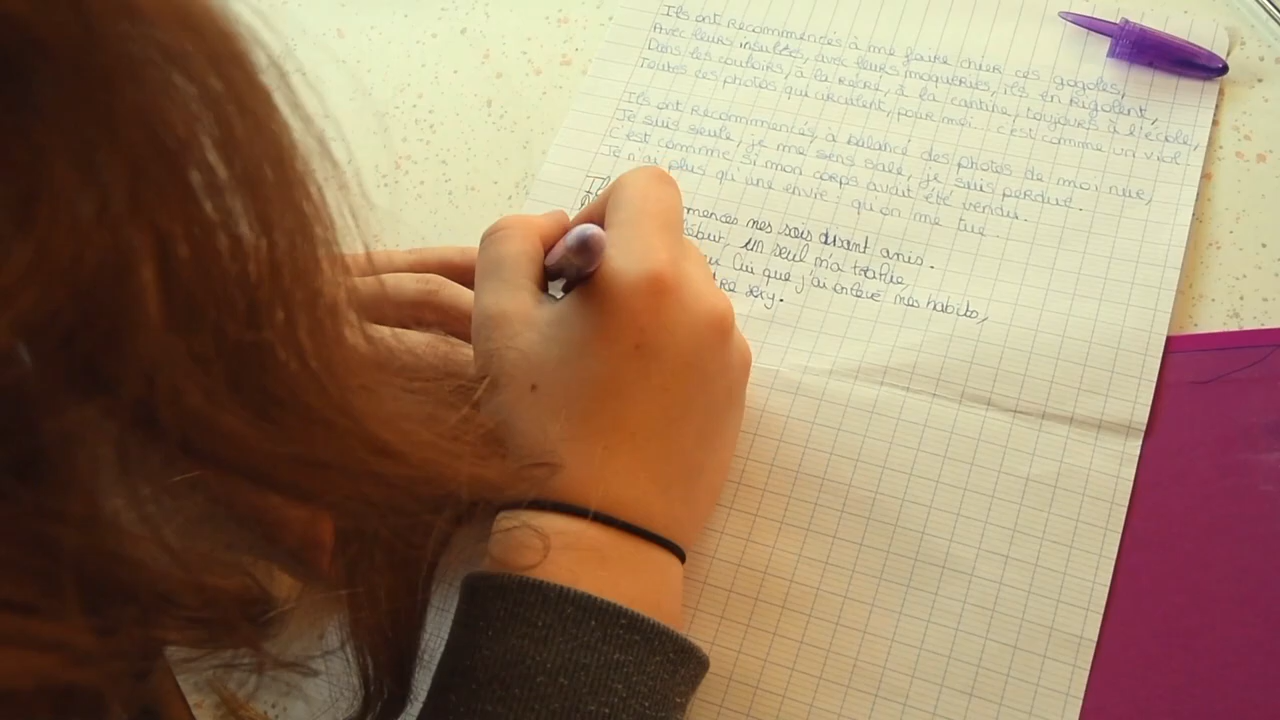 Ils ont recommencés à me faire chier ces gogoles,
Avec leurs insultes, avec leurs moqueries, ils en rigolent,
Dans les couloirs, à la récré, à la cantine, toujours à l'école,
Toutes ces photos qui circulent, pour moi : c'est comme un viol
Ils ont recommencés, à balancé des photos de moi nue,
Je suis seule, je me sens sale, je suis perdue.
C'est comme si mon corps avait été vendu.
Je n'ai plus qu'une envie : qu'on me tue.
mes sois disant amis.
un seul m'a trahie,
lui que j'ai enlevé mes habits,
sexy.